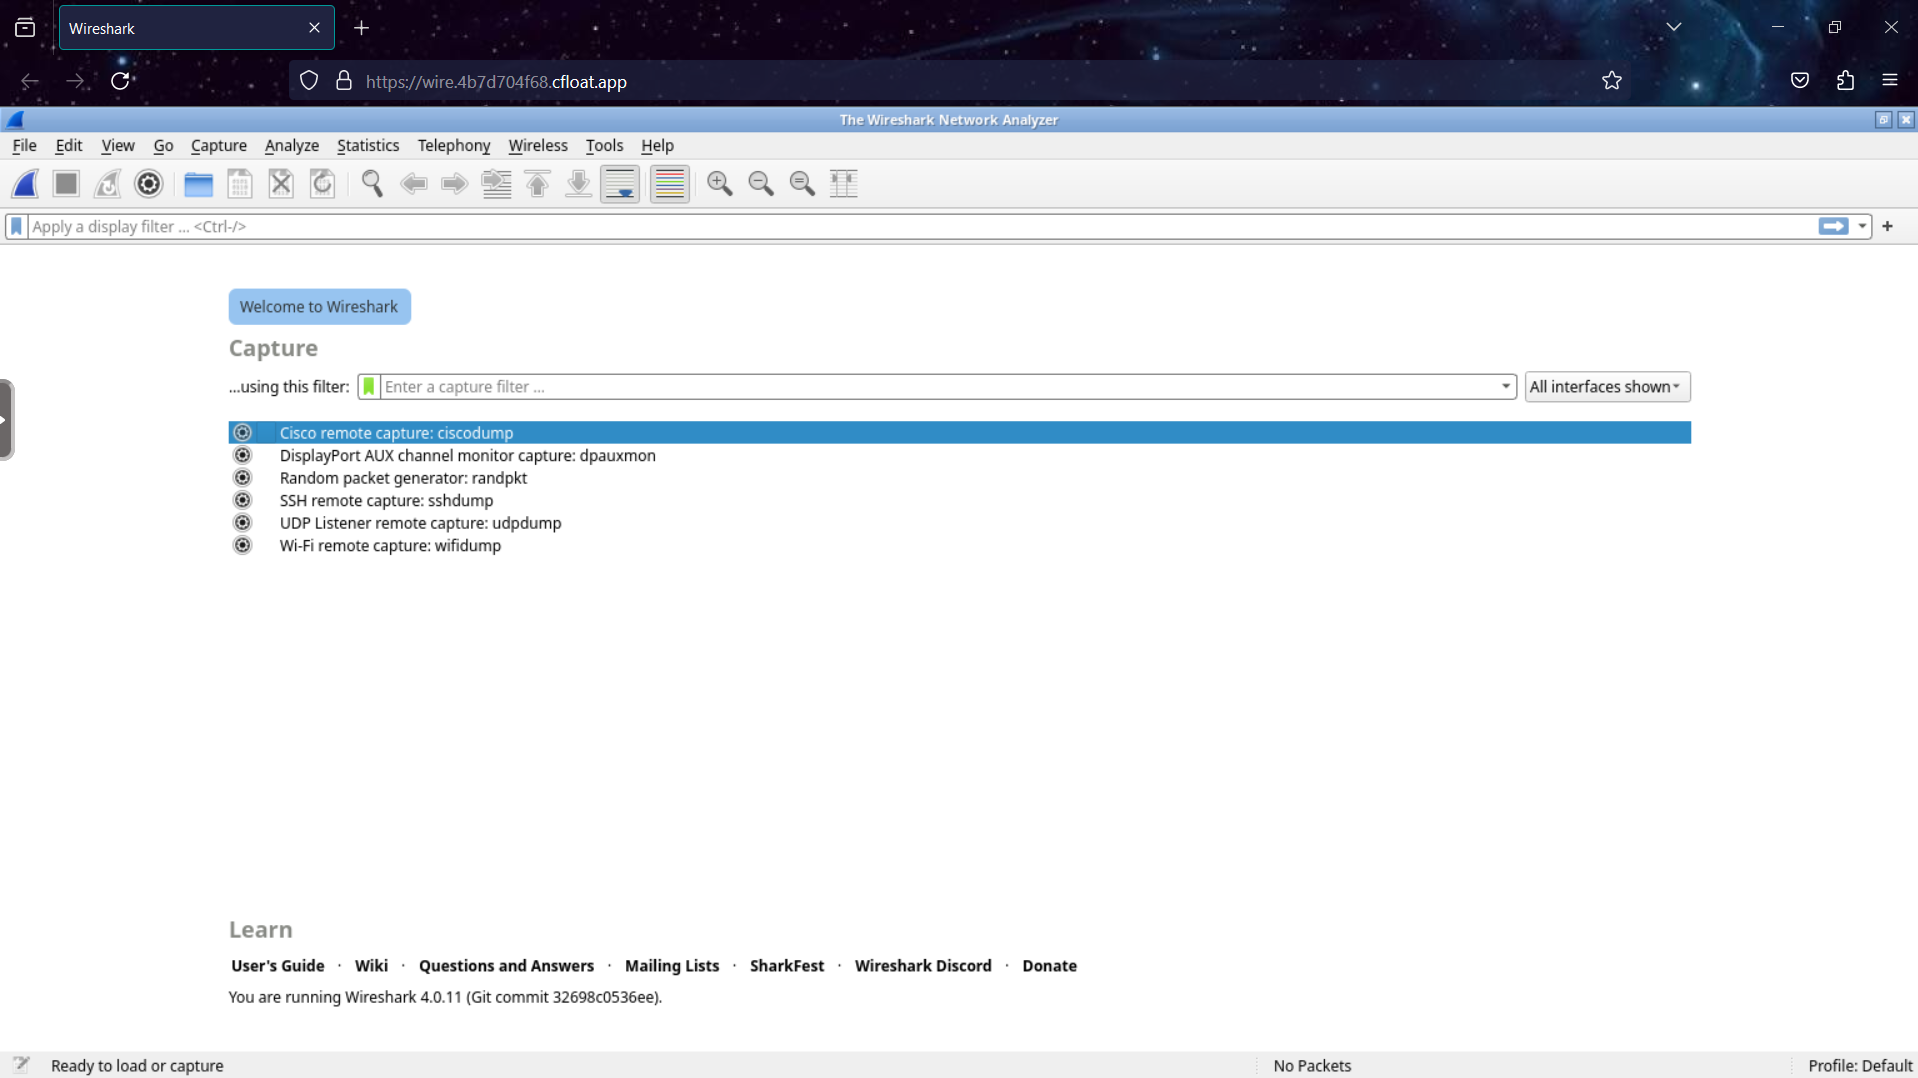 Wireshark
https://wire.4b7d704f68.cfloat.app
The Wireshark Network Analyzer
File Edit View Go Capture Analyze Statistics Telephony Wireless Tools Help
Apply a display filter ... <Ctrl-/>
Welcome to Wireshark
Capture
...using this filter: Enter a capture filter ... All interfaces shown
Cisco remote capture: ciscodump
DisplayPort AUX channel monitor capture: dpauxmon
Random packet generator: randpkt
SSH remote capture: sshdump
UDP Listener remote capture: udpdump
Wi-Fi remote capture: wifidump
Learn
User's Guide · Wiki · Questions and Answers · Mailing Lists · SharkFest · Wireshark Discord · Donate
You are running Wireshark 4.0.11 (Git commit 32698c0536ee).
Ready to load or capture No Packets Profile: Default